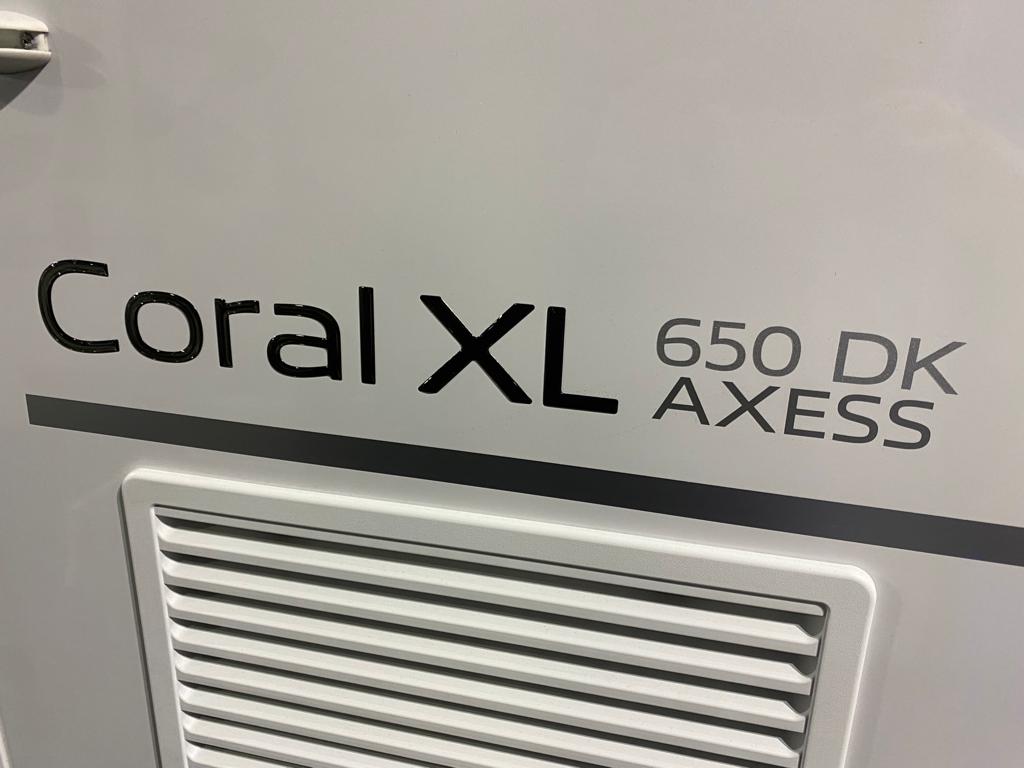 Coral XL
650 DK
AXESS